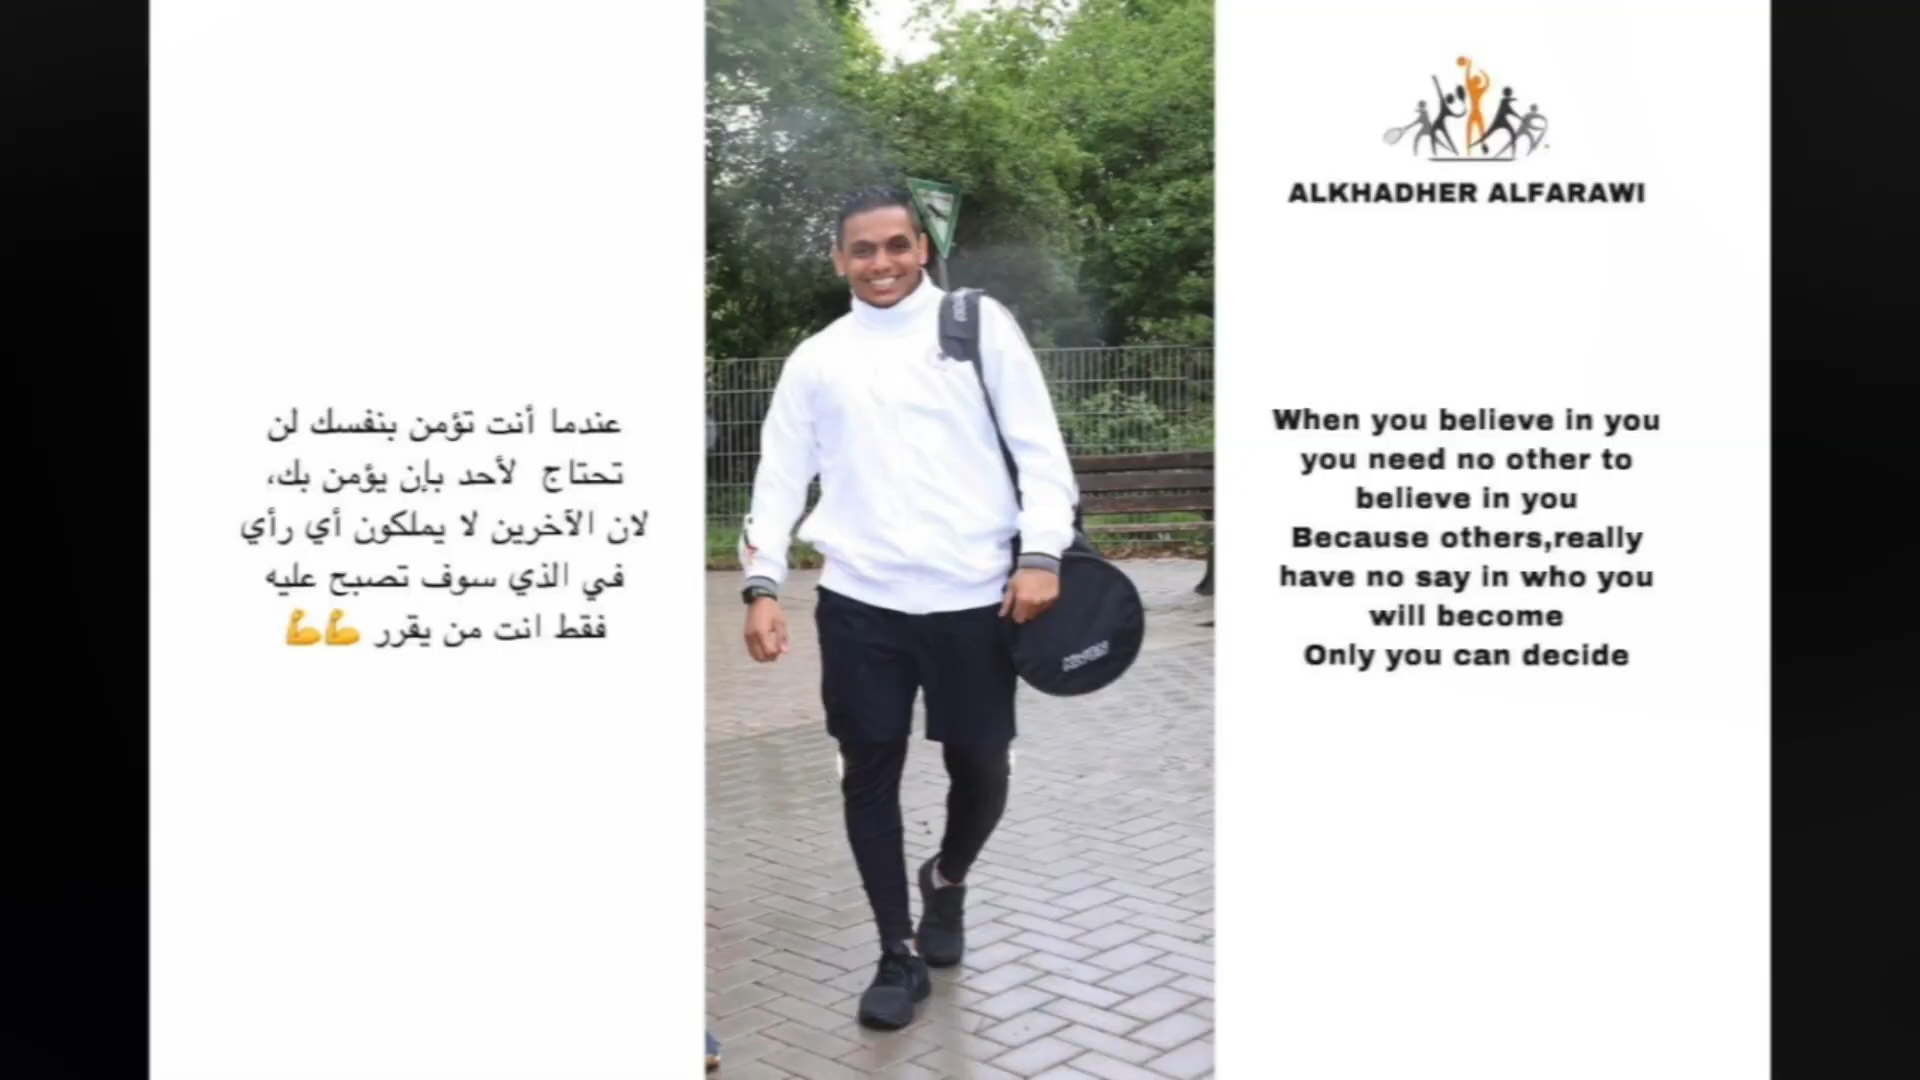 عندما أنت تؤمن بنفسك لن
تحتاج لأحد بإن يؤمن بك،
لان الآخرين لا يملكون أي رأي
في الذي سوف تصبح عليه
فقط انت من يقرر 💪💪
ALKHADHER ALFARAWI
When you believe in you
you need no other to
believe in you
Because others,really
have no say in who you
will become
Only you can decide